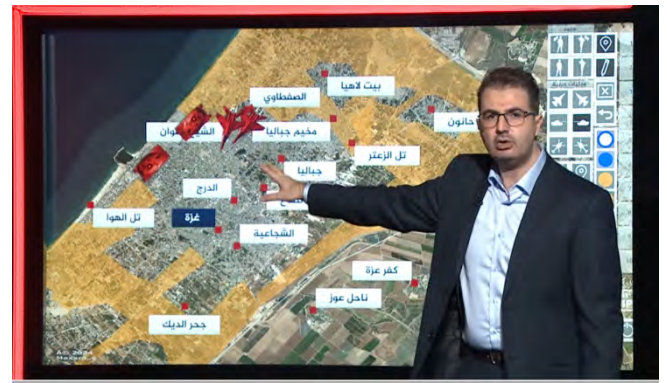 بيت لاهيا
الصفطاوي
حانون
مخيم جباليا
تل الزعتر
جباليا
الدرج
تل الهوا
غزة
الشجاعية
كفر عزة
ناحل عوز
جحر الديك